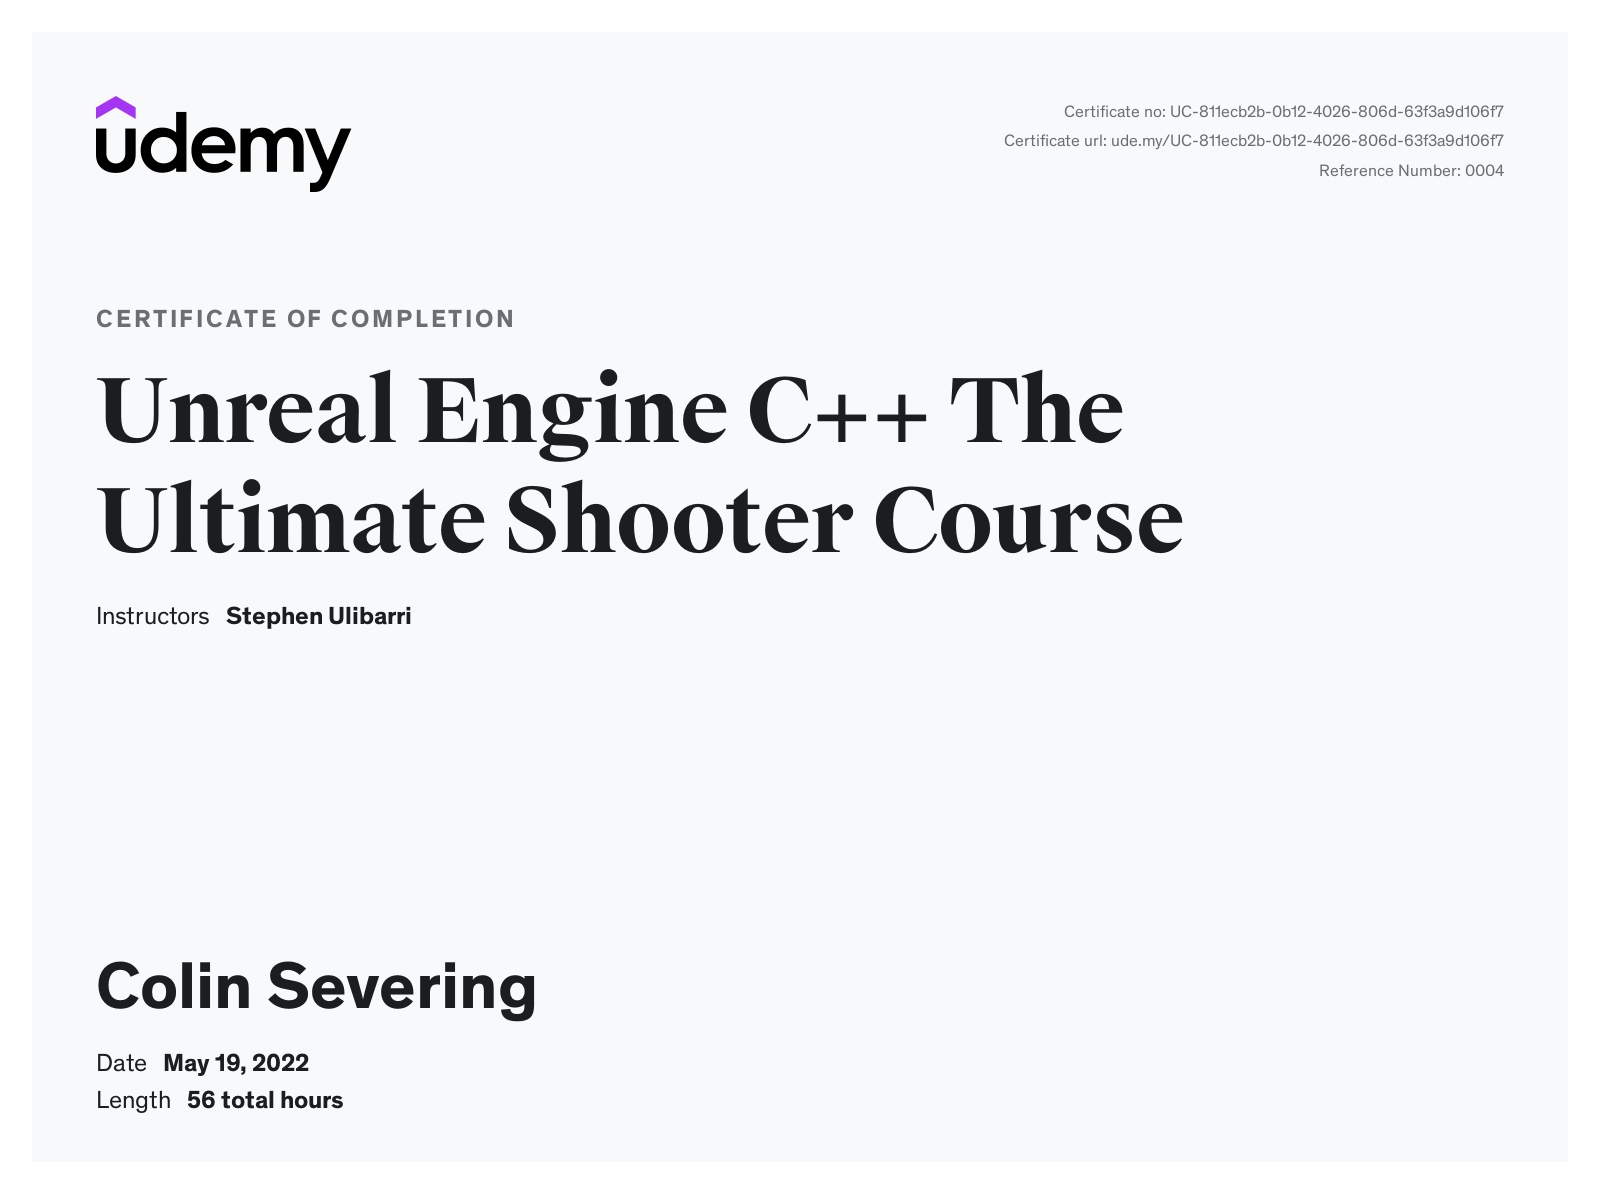 udemy
Certificate no: UC-811ecb2b-0b12-4026-806d-63f3a9d106f7
Certificate url: ude.my/UC-811ecb2b-0b12-4026-806d-63f3a9d106f7
Reference Number: 0004
CERTIFICATE OF COMPLETION
Unreal Engine C++ The
Ultimate Shooter Course
Instructors Stephen Ulibarri
Colin Severing
Date May 19, 2022
Length 56 total hours